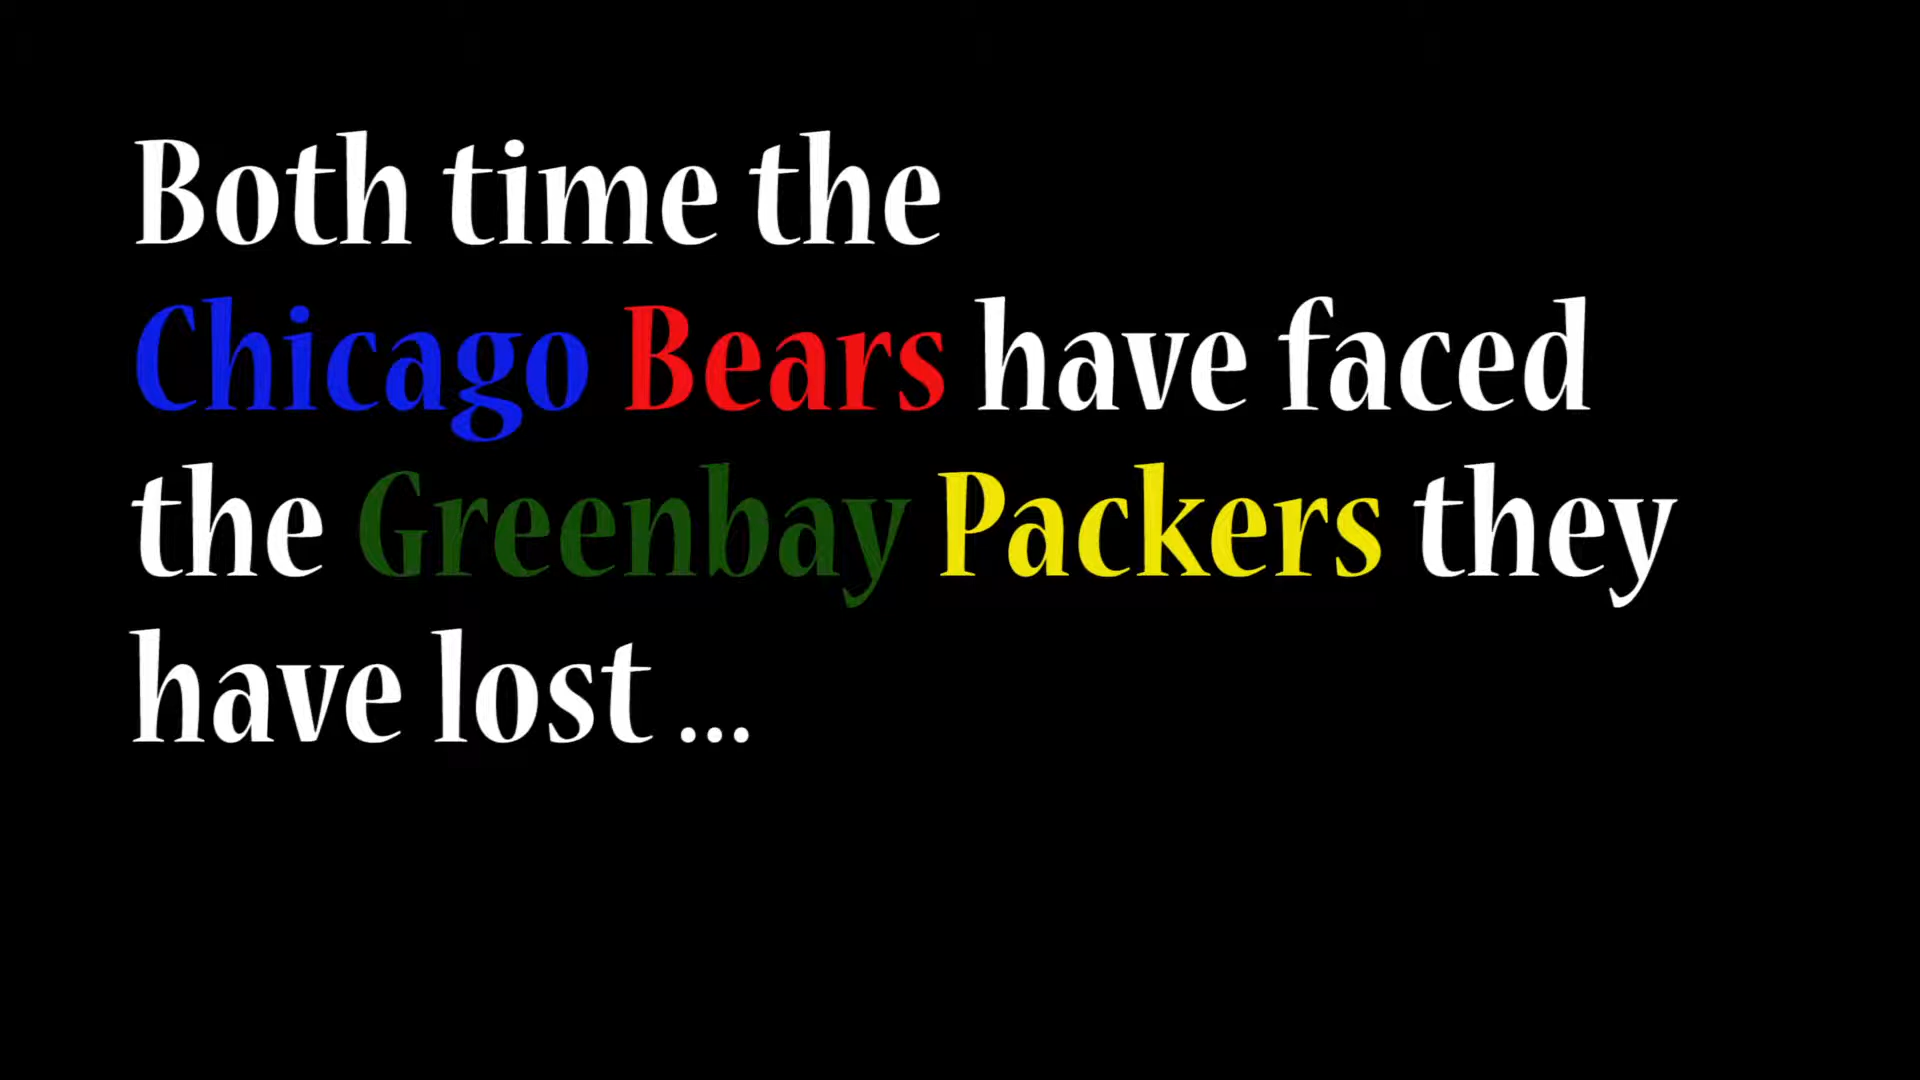 Both time the
Chicago Bears have faced
the Greenbay Packers they
have lost ...